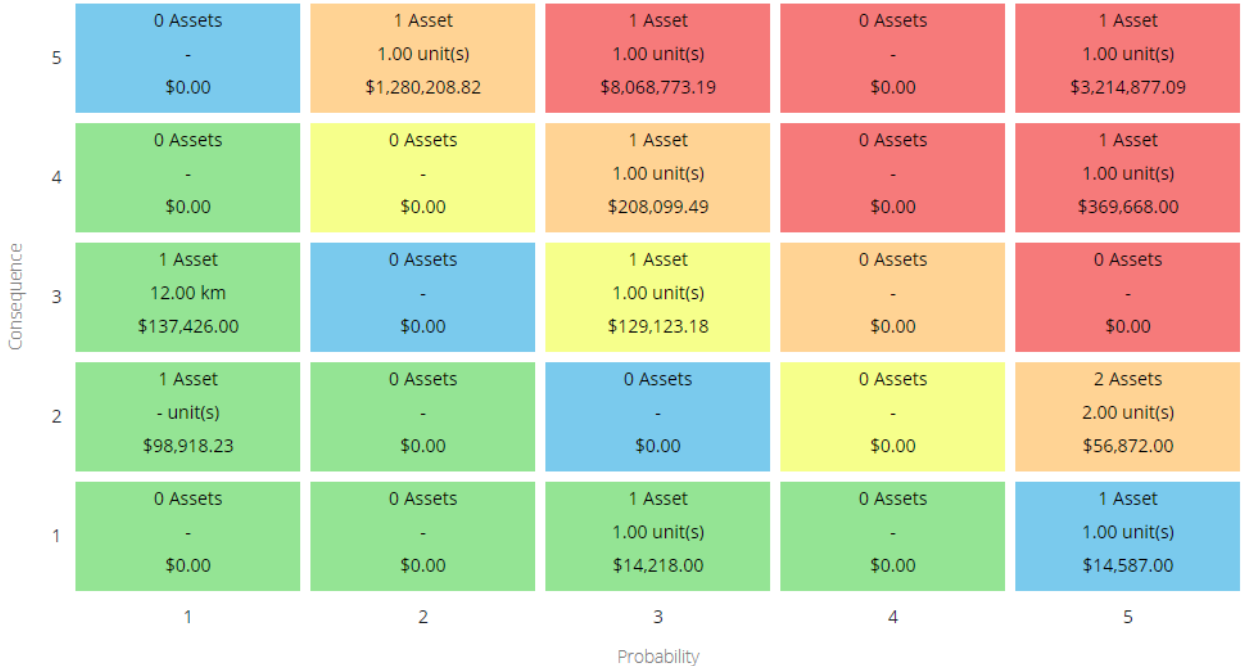 0 Assets 1 Asset 1 Asset 0 Assets 1 Asset
5 - 1.00 unit(s) 1.00 unit(s) - 1.00 unit(s)
$0.00 $1,280,208.82 $8,068,773.19 $0.00 $3,214,877.09
0 Assets 0 Assets 1 Asset 0 Assets 1 Asset
4 - - 1.00 unit(s) - 1.00 unit(s)
$0.00 $0.00 $208,099.49 $0.00 $369,668.00
Consequence
1 Asset 0 Assets 1 Asset 0 Assets 0 Assets
3 12.00 km - 1.00 unit(s) - -
$137,426.00 $0.00 $129,123.18 $0.00 $0.00
1 Asset 0 Assets 0 Assets 0 Assets 2 Assets
2 - unit(s) - - - 2.00 unit(s)
$98,918.23 $0.00 $0.00 $0.00 $56,872.00
0 Assets 0 Assets 1 Asset 0 Assets 1 Asset
1 - - 1.00 unit(s) - 1.00 unit(s)
$0.00 $0.00 $14,218.00 $0.00 $14,587.00
1 2 3 4 5
Probability